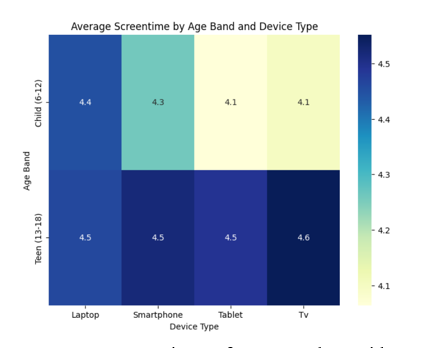 Average Screentime by Age Band and Device Type
Age Band
Child (6-12)
4.4 4.3 4.1 4.1
Teen (13-18)
4.5 4.5 4.5 4.6
Laptop Smartphone Tablet Tv
Device Type
4.5
4.4
4.3
4.2
4.1